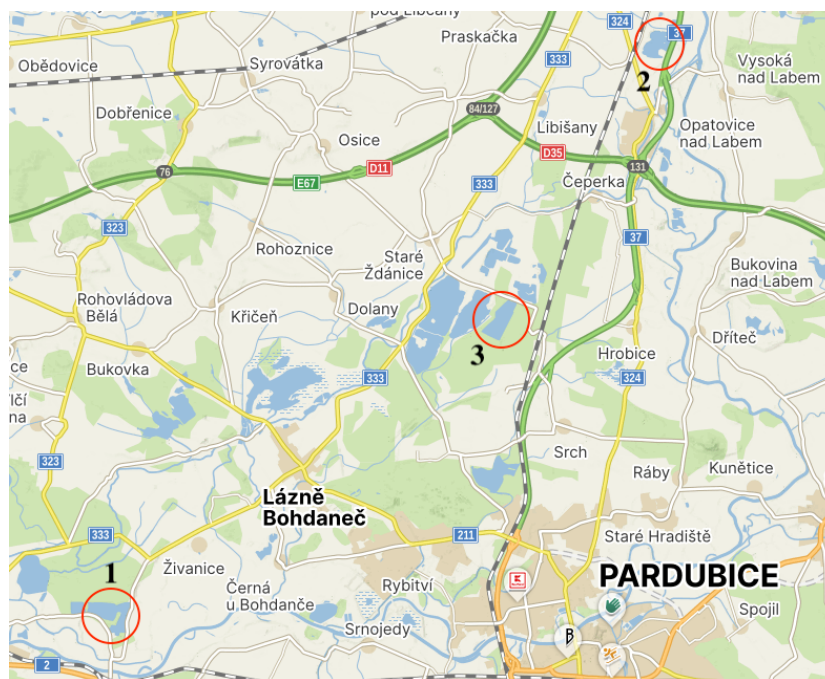 pod Libčany
Praskačka
324
37
Obědovice
Syrovátka
333
2
Vysoká
nad Labem
Dobřenice
84/127
Osice
Libišany
Opatovice
nad Labem
76
E67
D11
D35
131
333
Čeperka
323
37
Rohoznice
Staré
Ždánice
Bukovina
nad Labem
Rohovládova
Bělá
Křičeň
Dolany
3
Dříteč
Hrobice
Bukovka
333
324
323
Srch
Ráby
Kunětice
Lázně
Bohdaneč
333
211
Staré Hradiště
1
Živanice
Černá
u Bohdanče
Rybitví
K
PARDUBICE
Srnojedy
Spojil
2